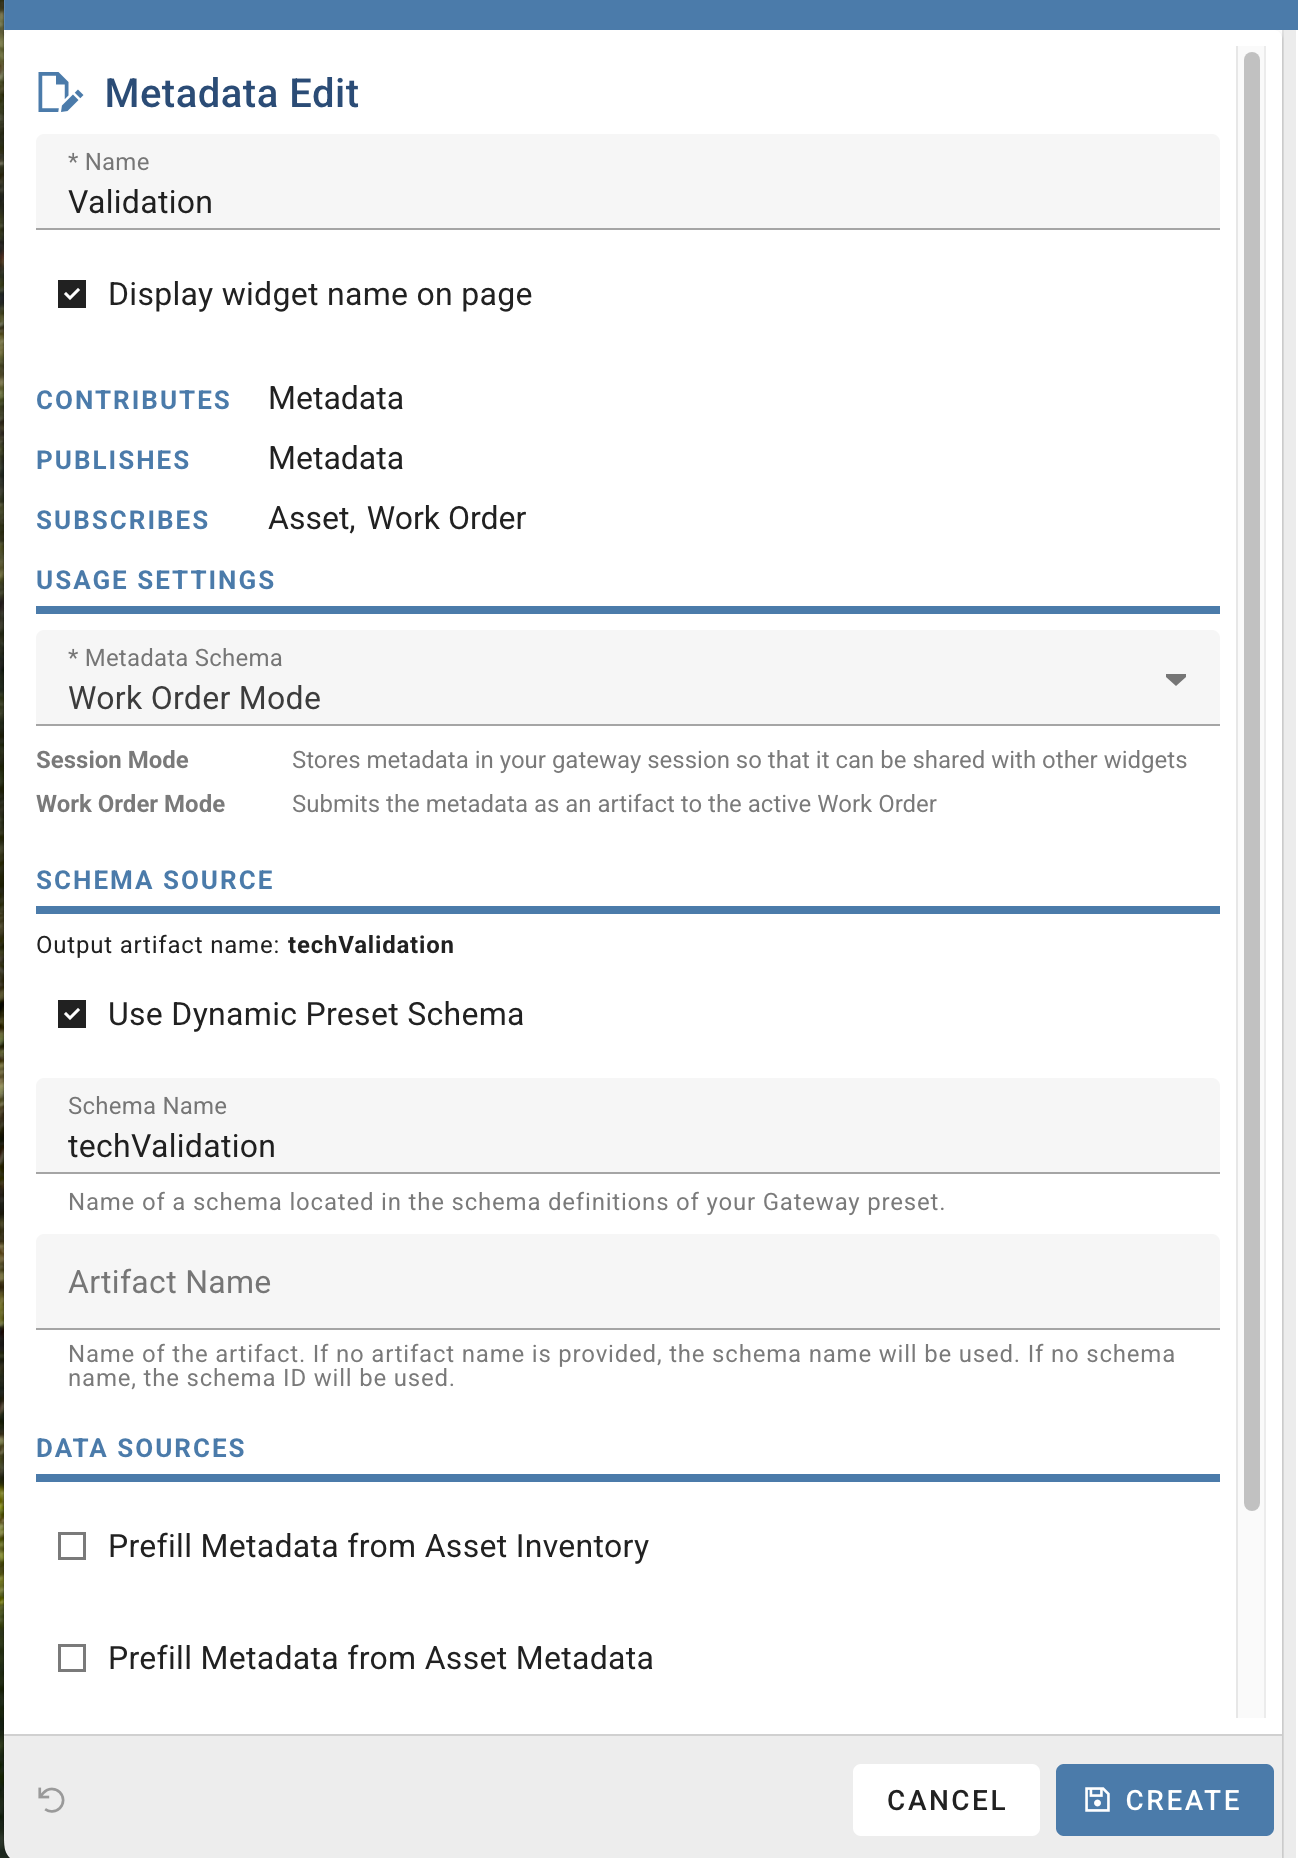 Metadata Edit
* Name
Validation
Display widget name on page
CONTRIBUTES Metadata
PUBLISHES Metadata
SUBSCRIBES Asset, Work Order
USAGE SETTINGS
* Metadata Schema
Work Order Mode
Session Mode Stores metadata in your gateway session so that it can be shared with other widgets
Work Order Mode Submits the metadata as an artifact to the active Work Order
SCHEMA SOURCE
Output artifact name: techValidation
Use Dynamic Preset Schema
Schema Name
techValidation
Name of a schema located in the schema definitions of your Gateway preset.
Artifact Name
Name of the artifact. If no artifact name is provided, the schema name will be used. If no schema
name, the schema ID will be used.
DATA SOURCES
Prefill Metadata from Asset Inventory
Prefill Metadata from Asset Metadata
CANCEL CREATE